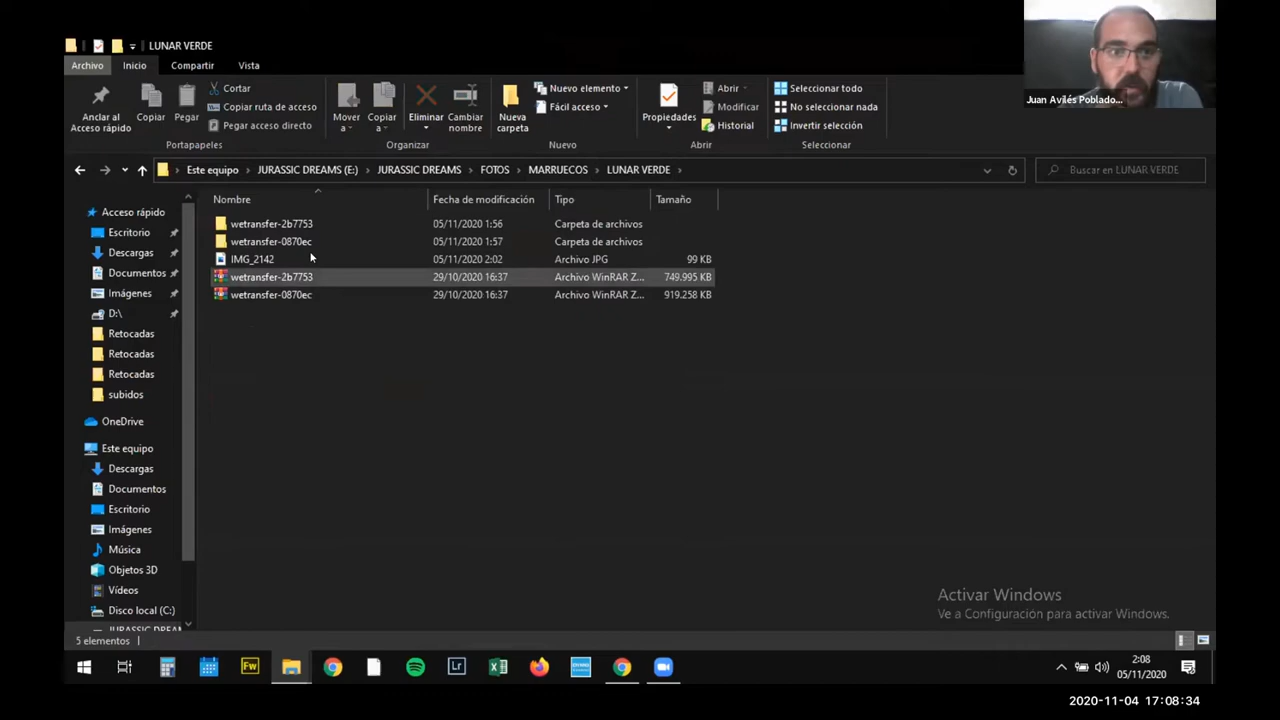 LUNAR VERDE
Archivo Inicio Compartir Vista
Anclar al Acceso rápido
Copiar
Pegar
Cortar
Copiar ruta de acceso
Pegar acceso directo
Portapapeles
Mover a
Copiar a
Eliminar
Cambiar nombre
Organizar
Nueva carpeta
Nuevo elemento
Fácil acceso
Nuevo
Propiedades
Abrir
Modificar
Historial
Abrir
Seleccionar todo
No seleccionar nada
Invertir selección
Seleccionar
Juan Avilés Poblado...
Este equipo > JURASSIC DREAMS (E:) > JURASSIC DREAMS > FOTOS > MARRUECOS > LUNAR VERDE >
Buscar en LUNAR VERDE
Nombre Fecha de modificación Tipo Tamaño
wetransfer-2b7753 05/11/2020 1:56 Carpeta de archivos
wetransfer-0870ec 05/11/2020 1:57 Carpeta de archivos
IMG_2142 05/11/2020 2:02 Archivo JPG 99 KB
wetransfer-2b7753 29/10/2020 16:37 Archivo WinRAR Z... 749.995 KB
wetransfer-0870ec 29/10/2020 16:37 Archivo WinRAR Z... 919.258 KB
Acceso rápido
Escritorio
Descargas
Documentos
Imágenes
D:\
Retocadas
Retocadas
Retocadas
subidos
OneDrive
Este equipo
Descargas
Documentos
Escritorio
Imágenes
Música
Objetos 3D
Vídeos
Disco local (C:)
JURASSIC DREAM
Activar Windows
Ve a Configuración para activar Windows.
5 elementos
Fw
Lr
2:08
05/11/2020
2020-11-04 17:08:34